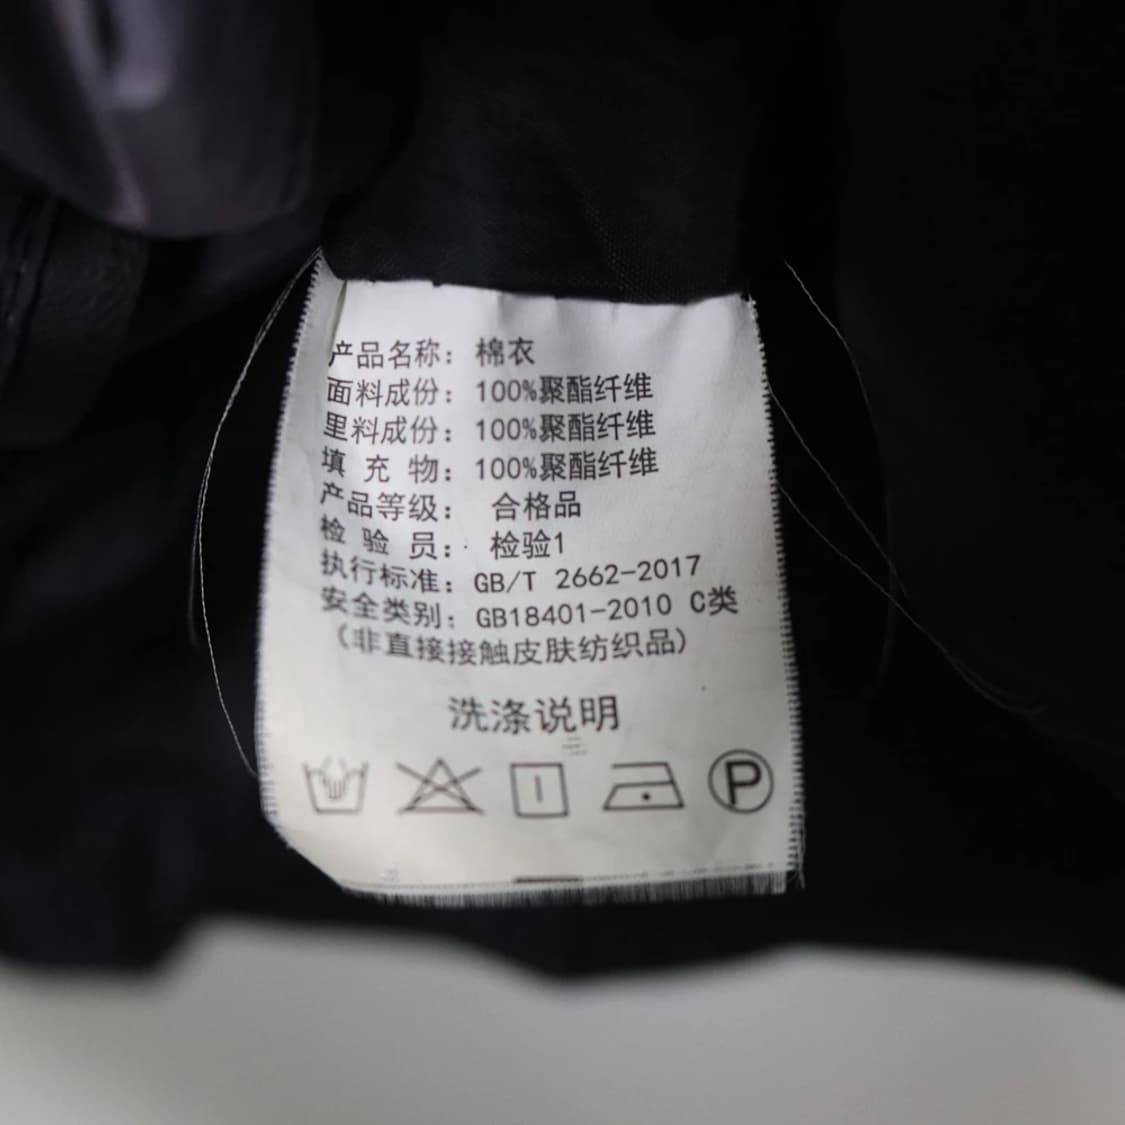 产品名称：棉衣
面料成份：100%聚酯纤维
里料成份：100%聚酯纤维
填 充 物：100%聚酯纤维
产品等级： 合格品
检 验 员： 检验1
执行标准：GB/T 2662-2017
安全类别：GB18401-2010 C类
（非直接接触皮肤纺织品）
洗涤说明
P